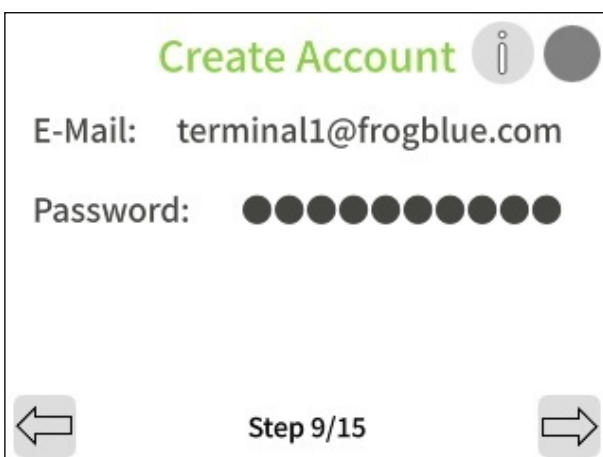 Create Account i
E-Mail: terminal1@frogblue.com
Password: ●●●●●●●●●●
Step 9/15